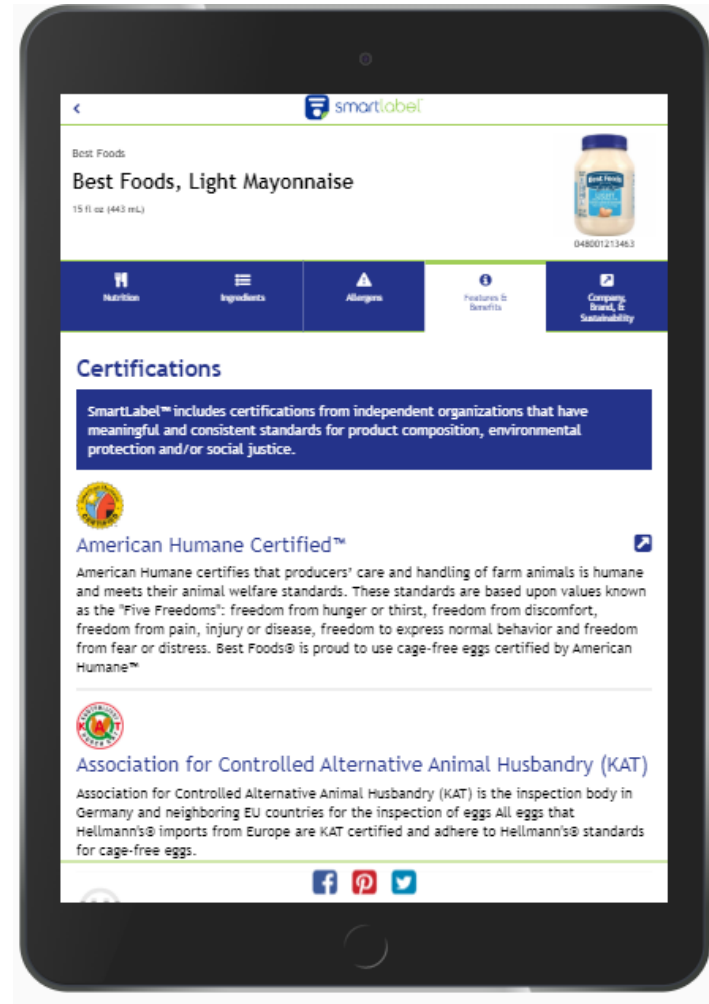 smartlabel™
Best Foods
Best Foods, Light Mayonnaise
15 fl oz (443 mL)
Best Foods
LIGHT
048001213463
Nutrition
Ingredients
Allergens
Features &
Benefits
Company,
Brand, &
Sustainability
Certifications
SmartLabel™ includes certifications from independent organizations that have
meaningful and consistent standards for product composition, environmental
protection and/or social justice.
CERTIFIED
American Humane Certified™
American Humane certifies that producers' care and handling of farm animals is humane
and meets their animal welfare standards. These standards are based upon values known
as the "Five Freedoms": freedom from hunger or thirst, freedom from discomfort,
freedom from pain, injury or disease, freedom to express normal behavior and freedom
from fear or distress. Best Foods® is proud to use cage-free eggs certified by American
Humane™
KAT
Association for Controlled Alternative Animal Husbandry (KAT)
Association for Controlled Alternative Animal Husbandry (KAT) is the inspection body in
Germany and neighboring EU countries for the inspection of eggs All eggs that
Hellmann's® imports from Europe are KAT certified and adhere to Hellmann's® standards
for cage-free eggs.